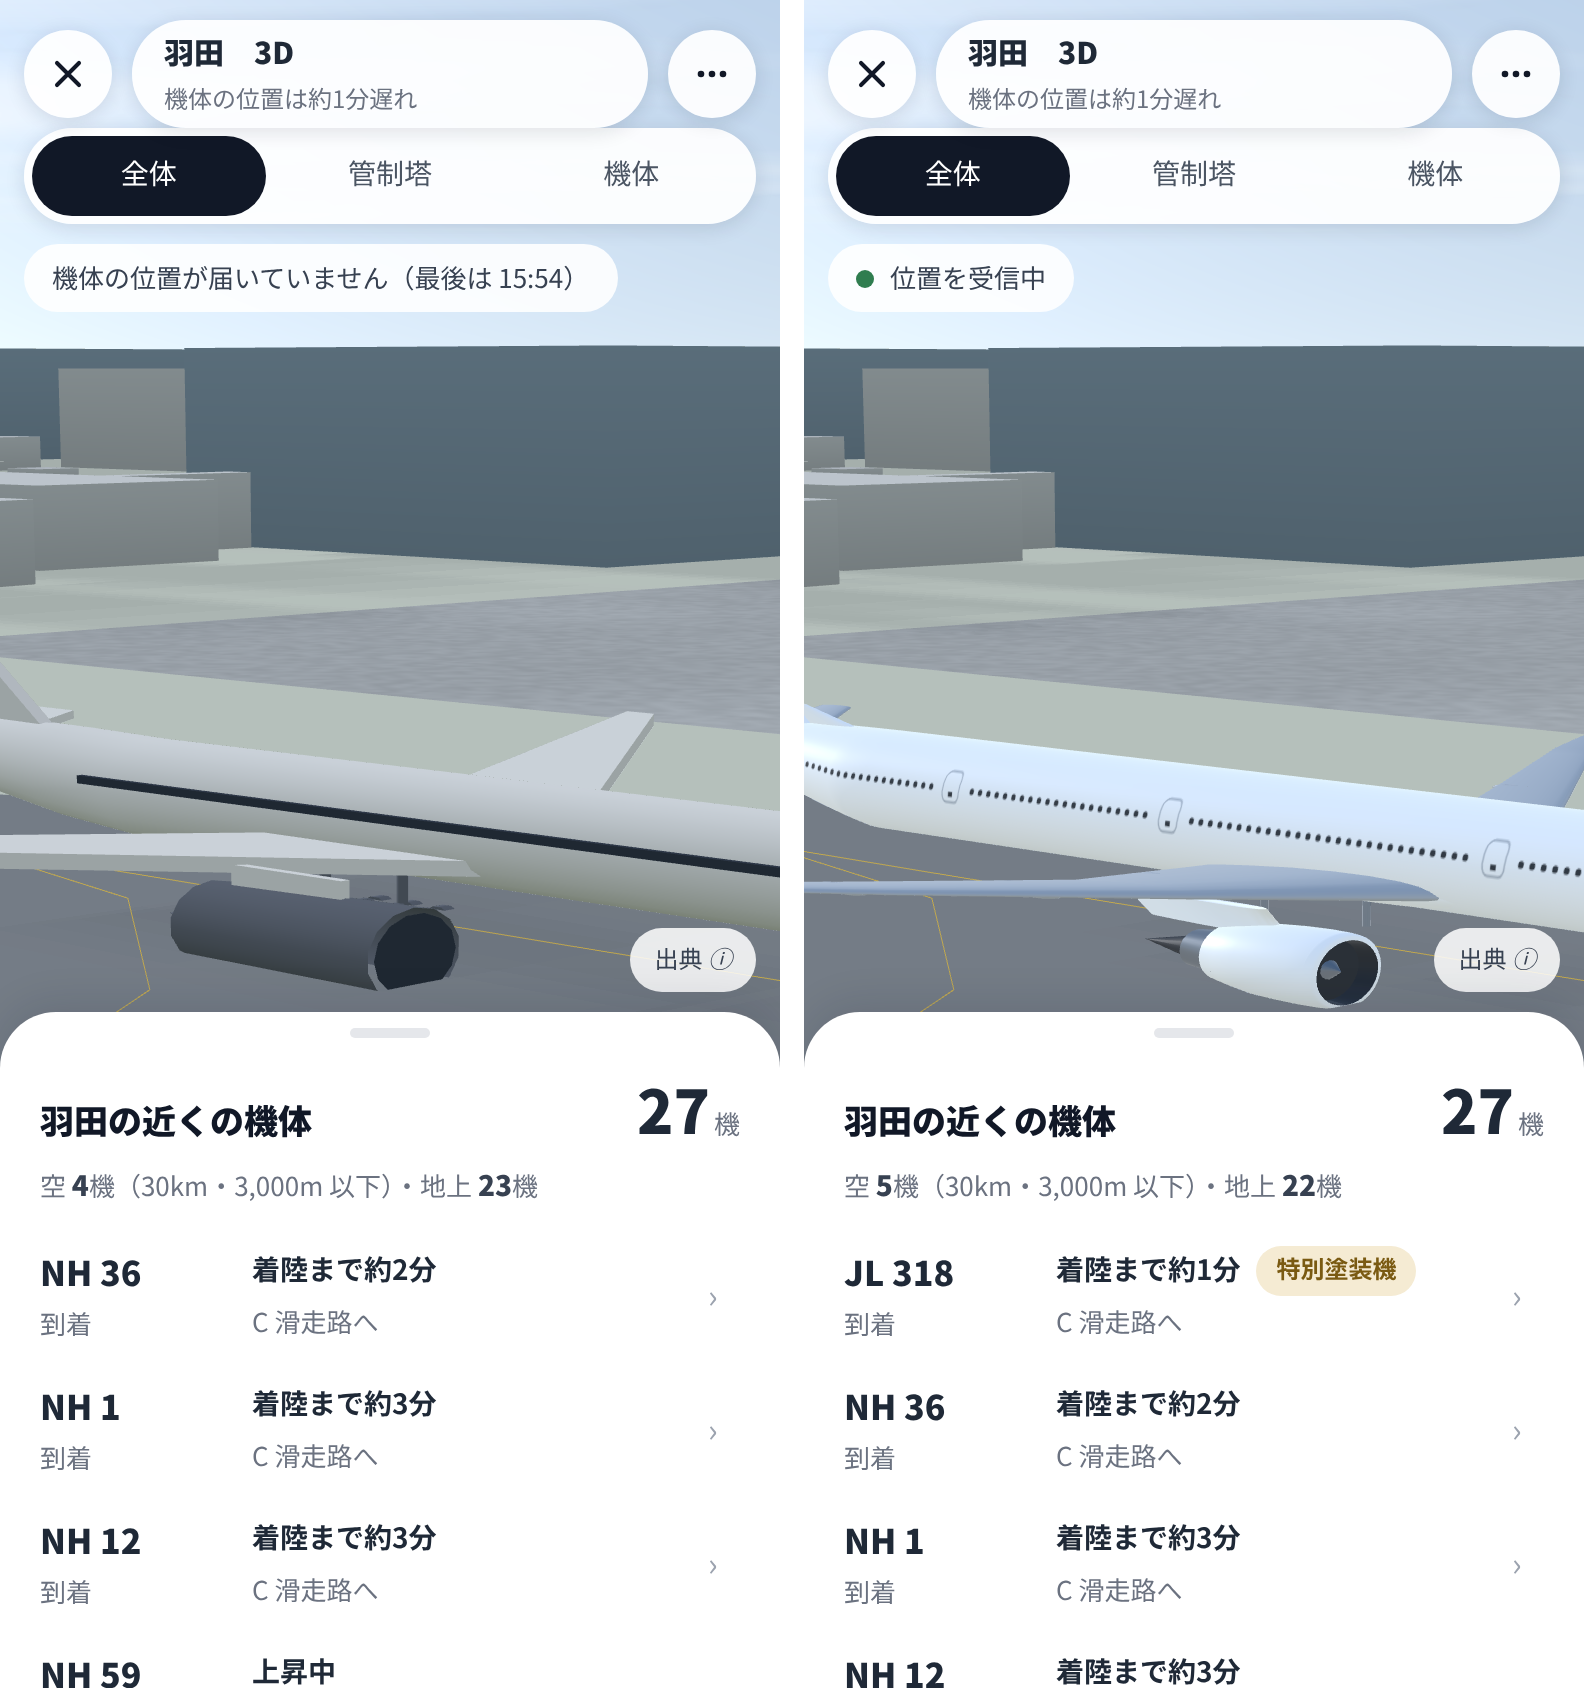 羽田 3D
機体の位置は約1分遅れ
全体 管制塔 機体
機体の位置が届いていません（最後は 15:54）
出典 ⓘ
羽田の近くの機体 27機
空 4機（30km・3,000m 以下）・地上 23機
NH 36 着陸まで約2分
到着 C 滑走路へ
NH 1 着陸まで約3分
到着 C 滑走路へ
NH 12 着陸まで約3分
到着 C 滑走路へ
NH 59 上昇中
羽田 3D
機体の位置は約1分遅れ
全体 管制塔 機体
位置を受信中
出典 ⓘ
羽田の近くの機体 27機
空 5機（30km・3,000m 以下）・地上 22機
JL 318 着陸まで約1分 特別塗装機
到着 C 滑走路へ
NH 36 着陸まで約2分
到着 C 滑走路へ
NH 1 着陸まで約3分
到着 C 滑走路へ
NH 12 着陸まで約3分